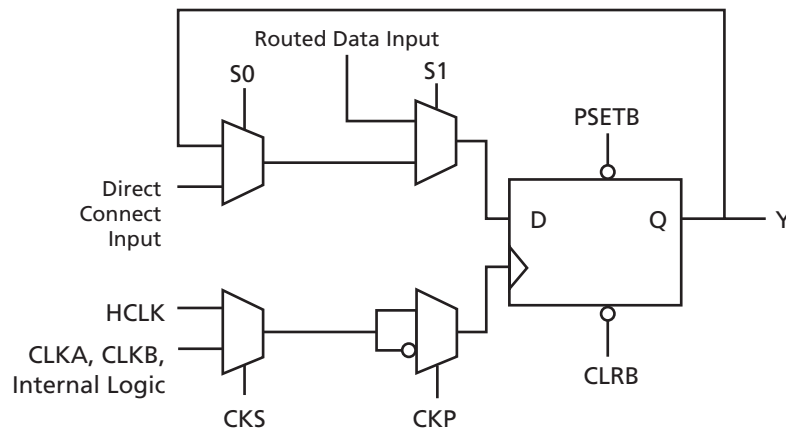 Routed Data Input
S0
S1
PSETB
Direct
Connect
Input
D
Q
Y
HCLK
CLKA, CLKB,
Internal Logic
CKS
CKP
CLRB